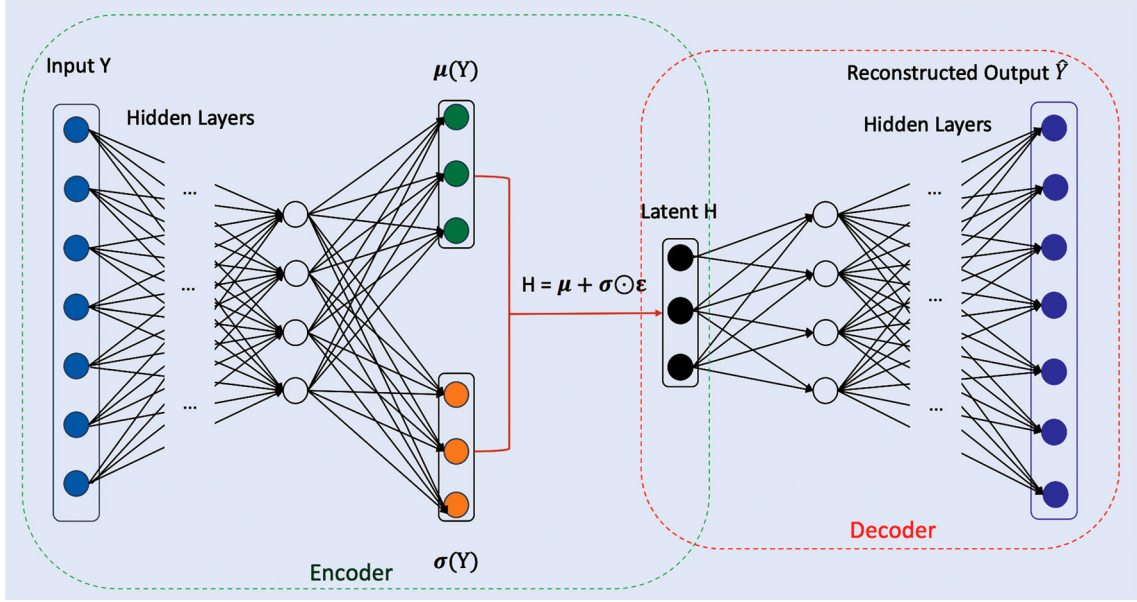 Input Y
Hidden Layers
...
...
...
μ(Y)
σ(Y)
Encoder
H = μ + σ⊙ε
Latent H
Reconstructed Output Ŷ
Hidden Layers
...
...
...
Decoder